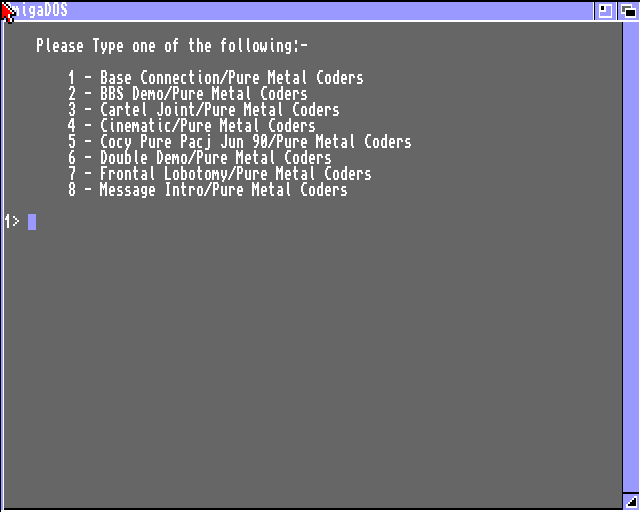 AmigaDOS
Please Type one of the following:-
1 - Base Connection/Pure Metal Coders
2 - BBS Demo/Pure Metal Coders
3 - Cartel Joint/Pure Metal Coders
4 - Cinematic/Pure Metal Coders
5 - Cocy Pure Pacj Jun 90/Pure Metal Coders
6 - Double Demo/Pure Metal Coders
7 - Frontal Lobotomy/Pure Metal Coders
8 - Message Intro/Pure Metal Coders
1>